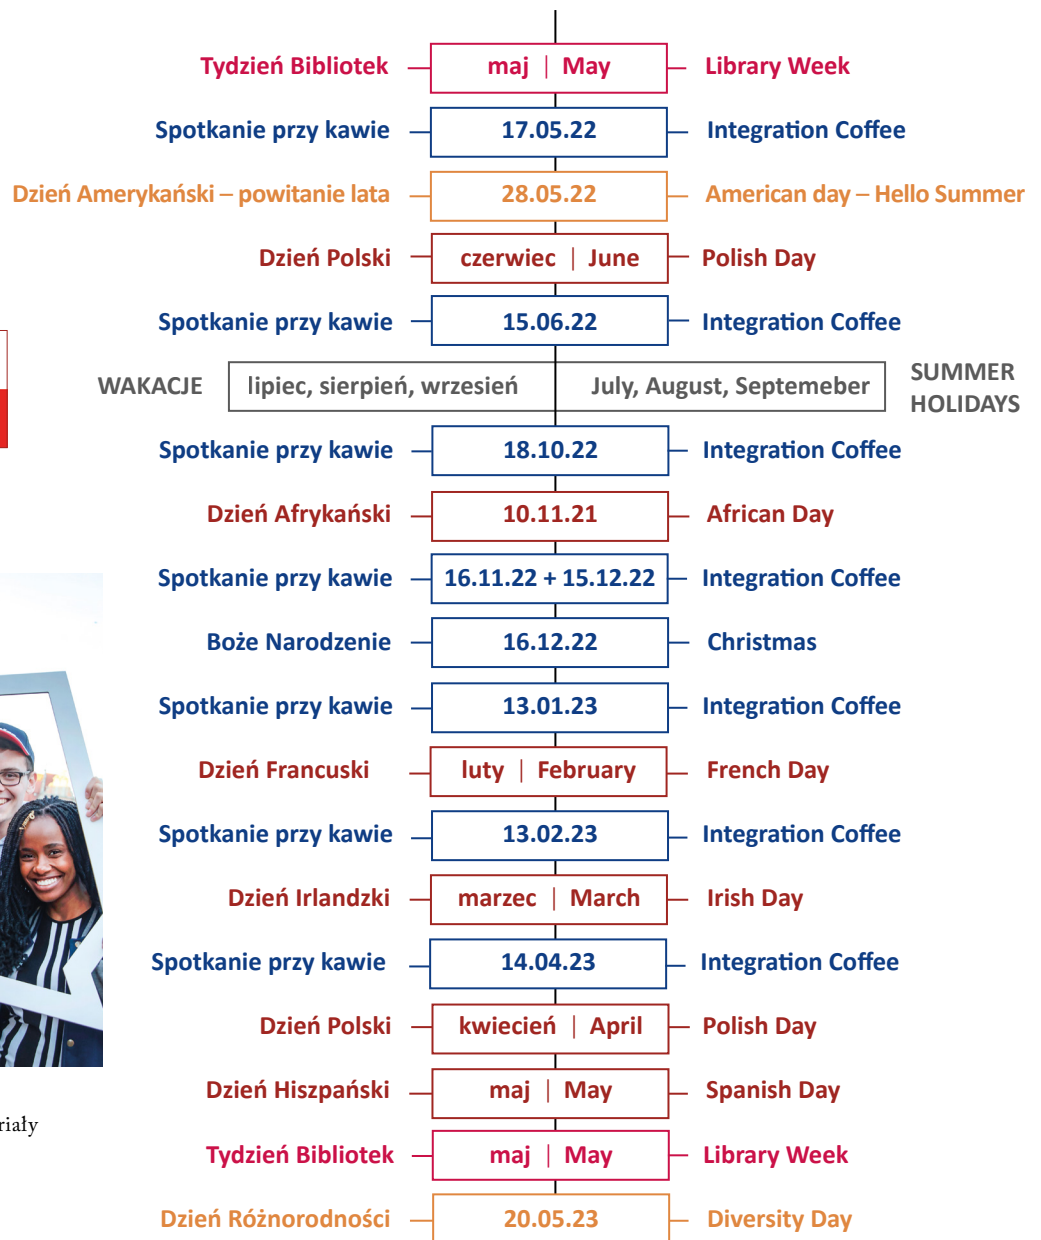 Tydzień Bibliotek maj | May Library Week
Spotkanie przy kawie 17.05.22 Integration Coffee
Dzień Amerykański – powitanie lata 28.05.22 American day – Hello Summer
Dzień Polski czerwiec | June Polish Day
Spotkanie przy kawie 15.06.22 Integration Coffee
WAKACJE lipiec, sierpień, wrzesień July, August, Septemeber SUMMER
HOLIDAYS
Spotkanie przy kawie 18.10.22 Integration Coffee
Dzień Afrykański 10.11.21 African Day
Spotkanie przy kawie 16.11.22 + 15.12.22 Integration Coffee
Boże Narodzenie 16.12.22 Christmas
Spotkanie przy kawie 13.01.23 Integration Coffee
Dzień Francuski luty | February French Day
Spotkanie przy kawie 13.02.23 Integration Coffee
Dzień Irlandzki marzec | March Irish Day
Spotkanie przy kawie 14.04.23 Integration Coffee
Dzień Polski kwiecień | April Polish Day
Dzień Hiszpański maj | May Spanish Day
riały
Tydzień Bibliotek maj | May Library Week
Dzień Różnorodności 20.05.23 Diversity Day